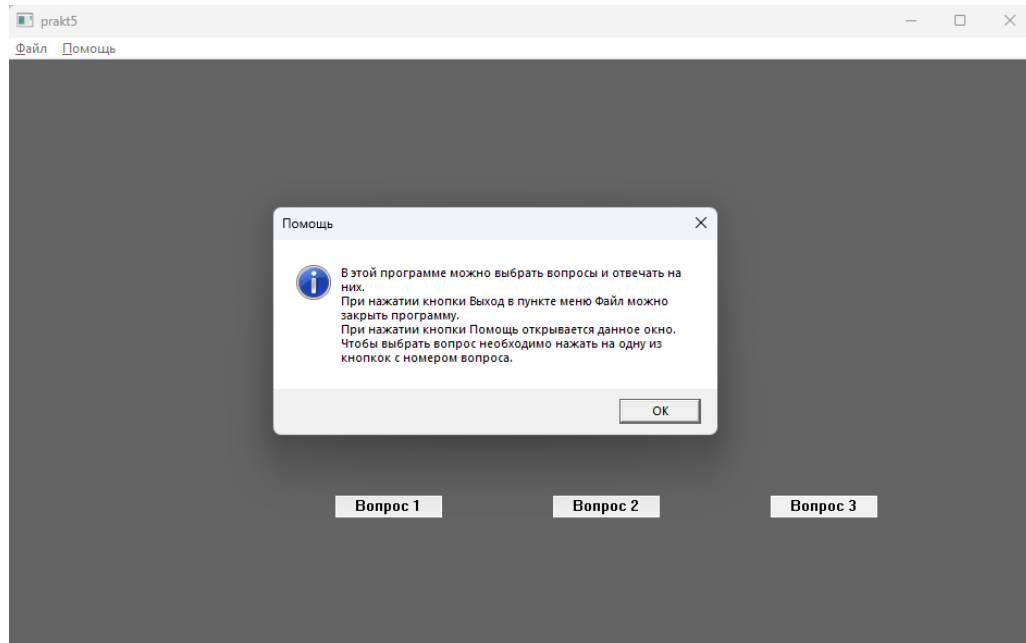 prakt5
Файл Помощь
Помощь
В этой программе можно выбрать вопросы и отвечать на
них.
При нажатии кнопки Выход в пункте меню Файл можно
закрыть программу.
При нажатии кнопки Помощь открывается данное окно.
Чтобы выбрать вопрос необходимо нажать на одну из
кнопкок с номером вопроса.
ОК
Вопрос 1 Вопрос 2 Вопрос 3